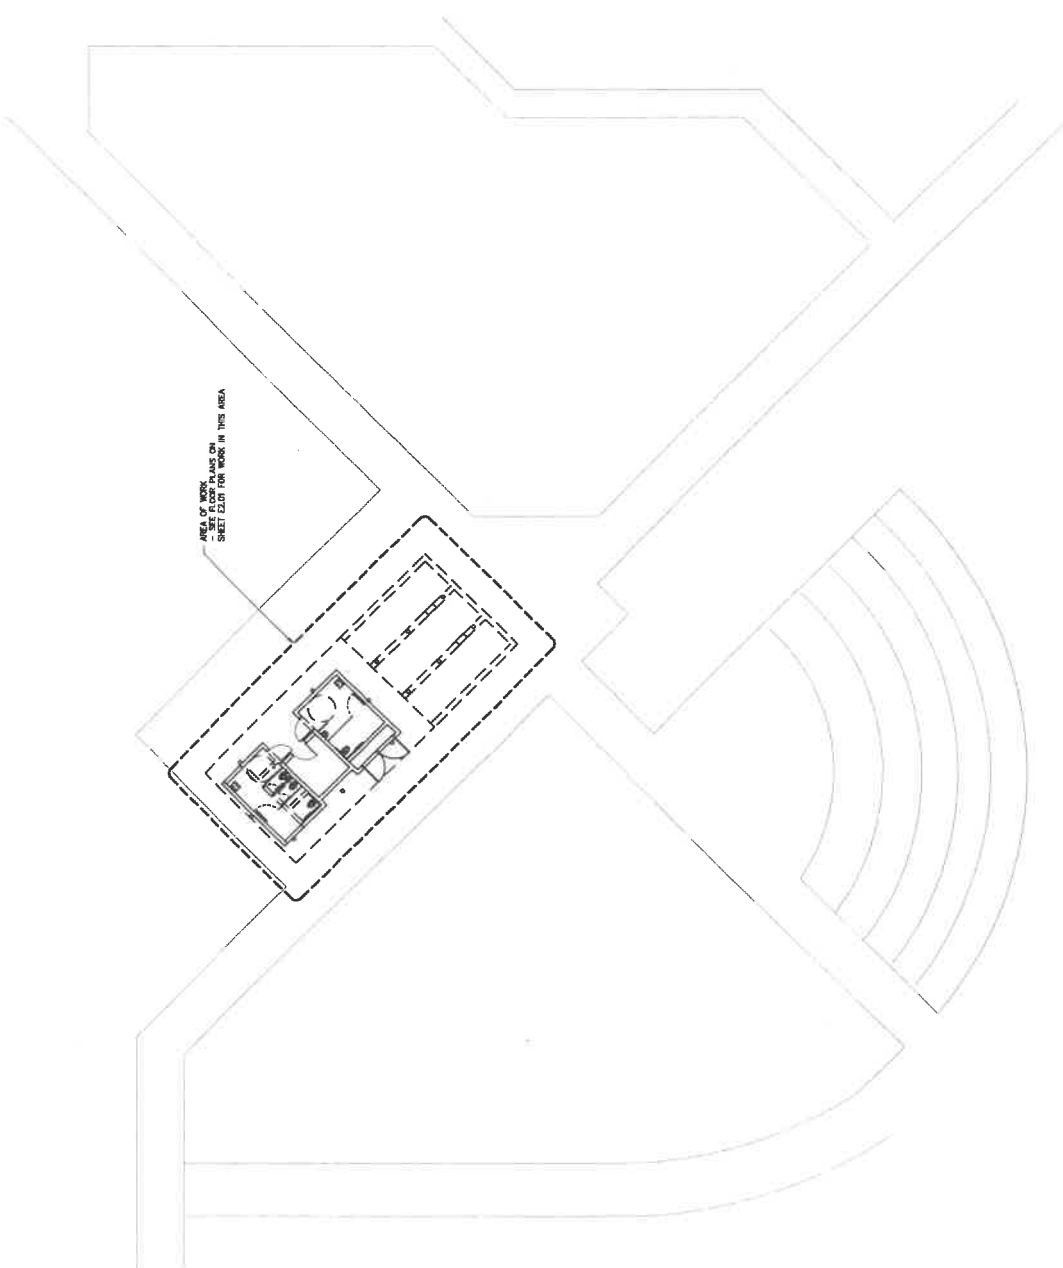 AREA OF WORK
- SEE FLOOR PLANS ON
SHEET E2.01 FOR WORK IN THIS AREA